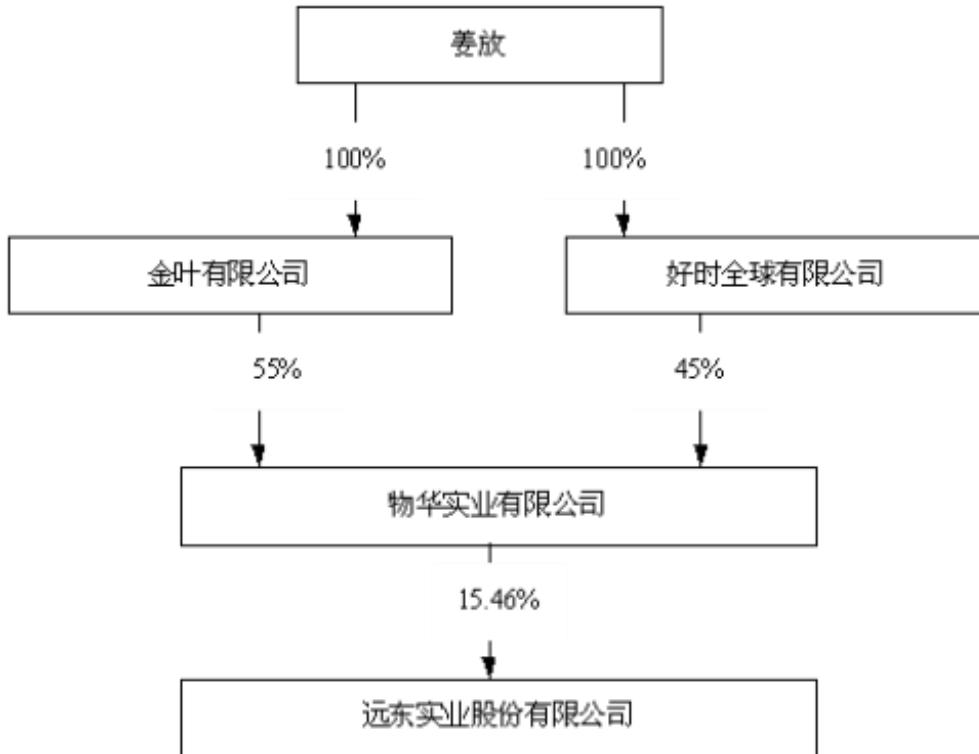 姜放
100%
100%
金叶有限公司
好时全球有限公司
55%
45%
物华实业有限公司
15.46%
远东实业股份有限公司